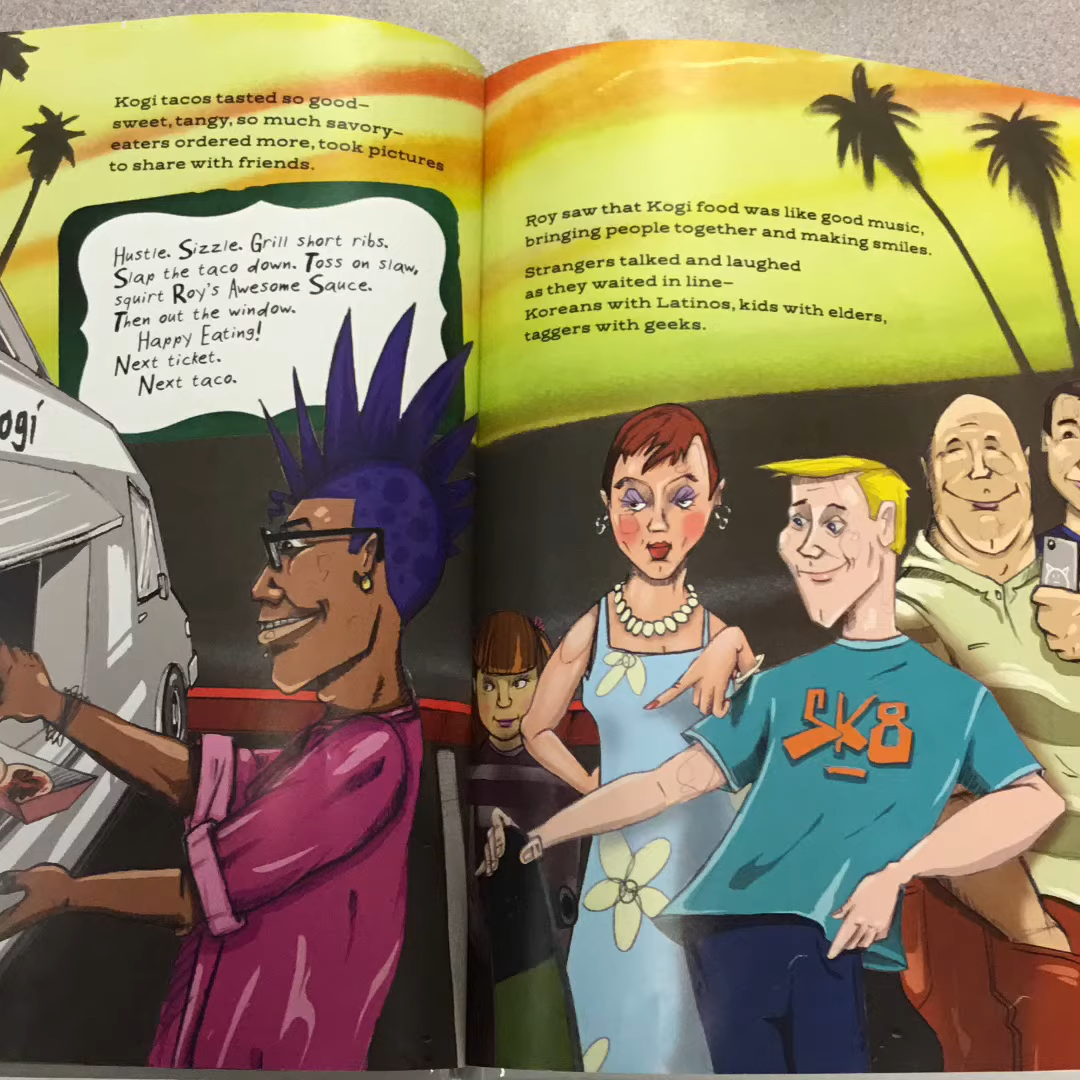 Kogi tacos tasted so good—
sweet, tangy, so much savory—
eaters ordered more, took pictures
to share with friends.
Hustle. Sizzle. Grill short ribs.
Slap the taco down. Toss on slaw,
squirt Roy's Awesome Sauce.
Then out the window.
Happy Eating!
Next ticket.
Next taco.
ogi
Roy saw that Kogi food was like good music,
bringing people together and making smiles.
Strangers talked and laughed
as they waited in line—
Koreans with Latinos, kids with elders,
taggers with geeks.
SK8